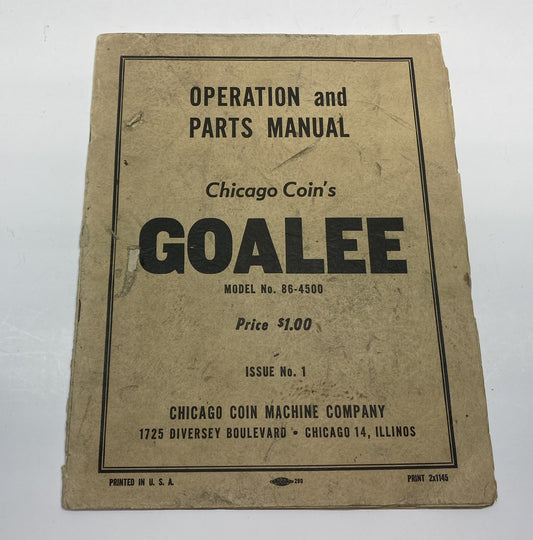 OPERATION and
PARTS MANUAL
Chicago Coin's
GOALEE
MODEL No. 86-4500
Price $1.00
ISSUE No. 1
CHICAGO COIN MACHINE COMPANY
1725 DIVERSEY BOULEVARD • CHICAGO 14, ILLINOIS
PRINTED IN U. S. A.
PRINT 2x1145